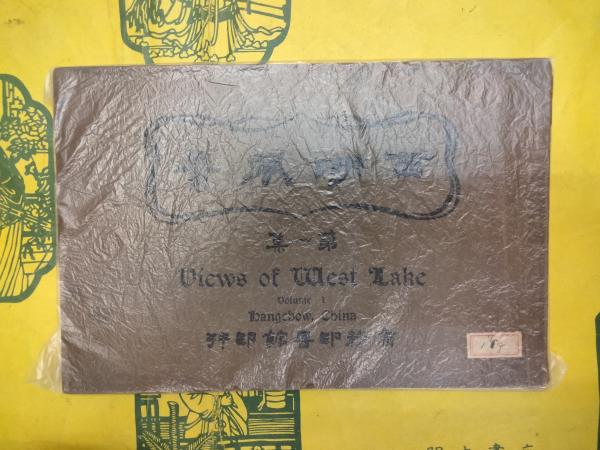 西湖風景
第一集
Views of West Lake
Volume 1
Hangchow, China
商務印書館印行